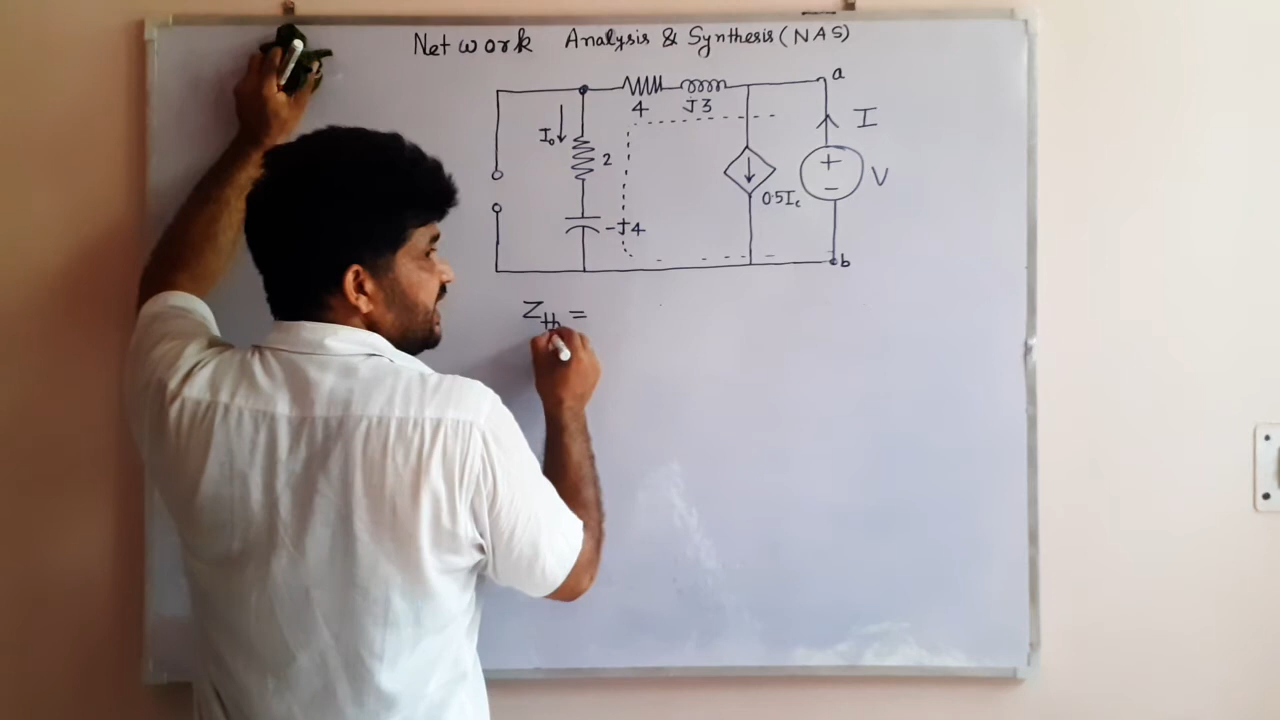 Network Analysis & Synthesis (NAS)
a
4 J3
I
I₀
2
+
-
V
0.5I₀
-J4
b
Z_th =